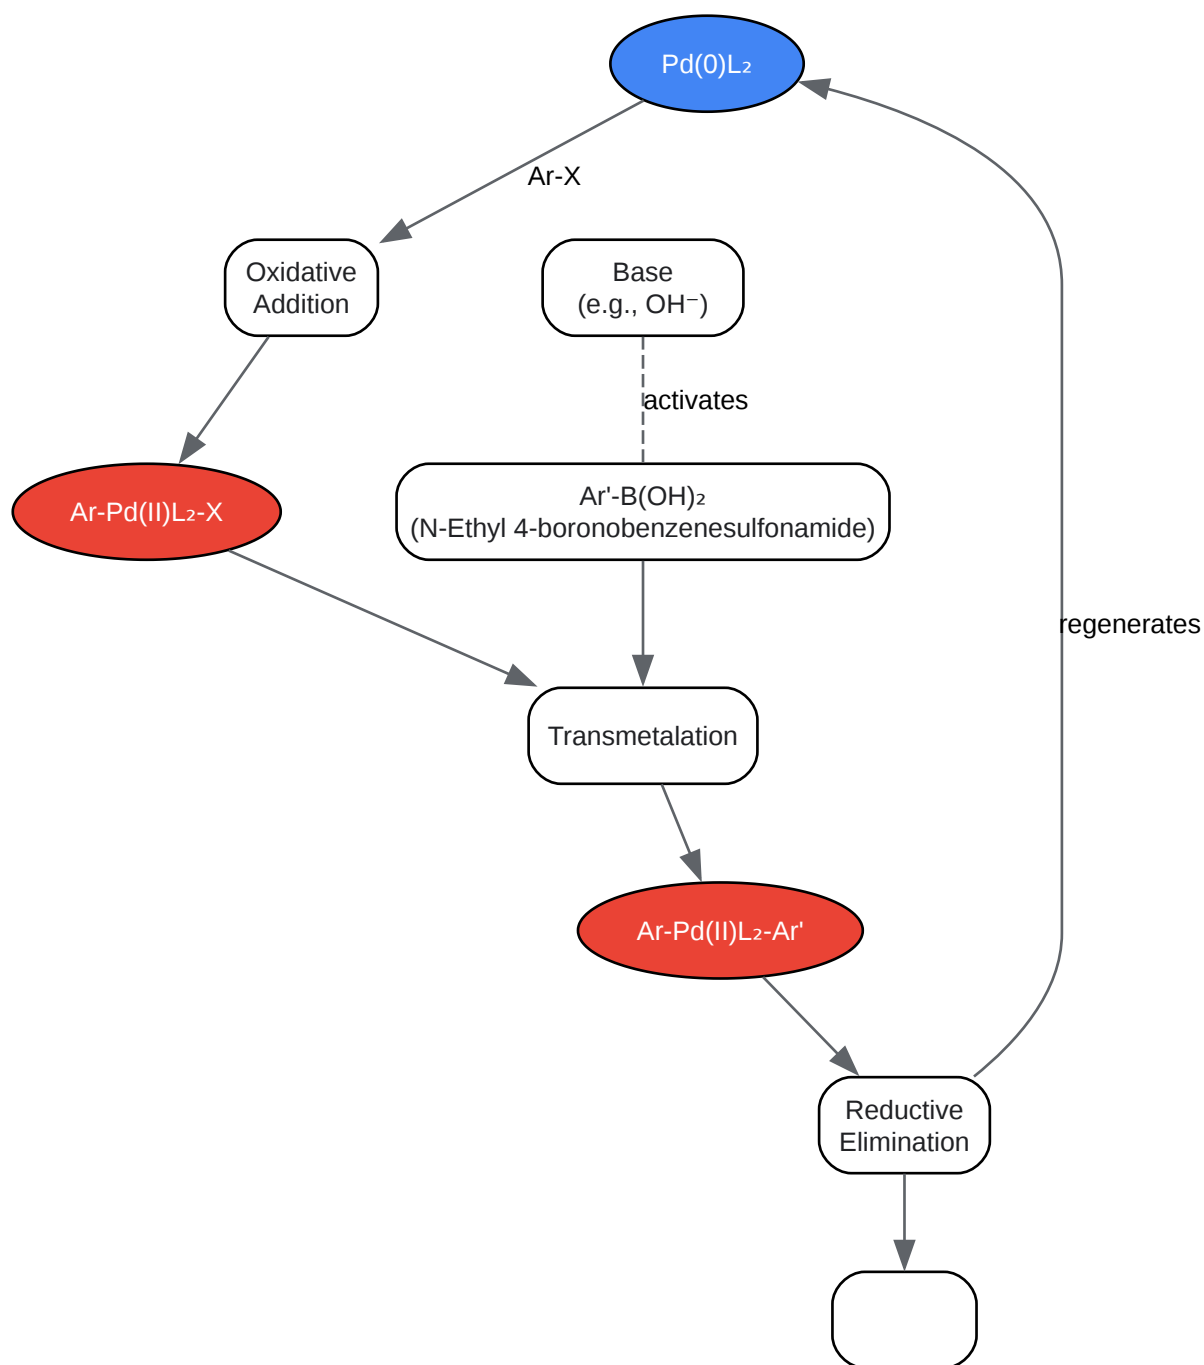 Pd(0)L₂
Ar-X
Oxidative
Addition
Base
(e.g., OH⁻)
activates
Ar-Pd(II)L₂-X
Ar'-B(OH)₂
(N-Ethyl 4-boronobenzenesulfonamide)
regenerates
Transmetalation
Ar-Pd(II)L₂-Ar'
Reductive
Elimination